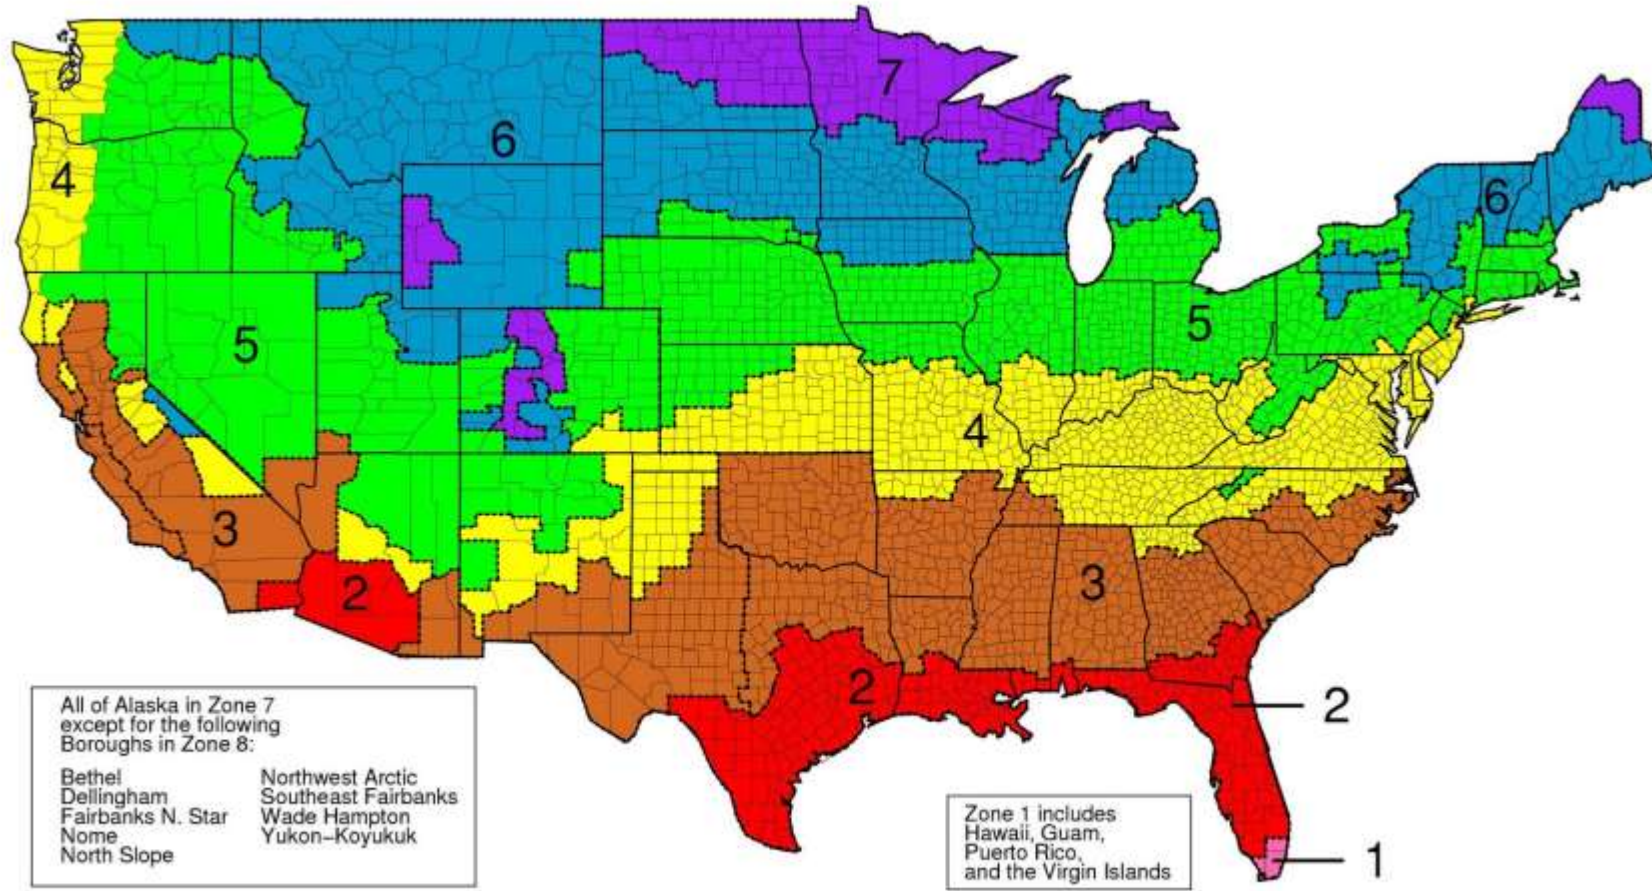 7
6
6
4
5
5
4
3
3
2
2
2
1
All of Alaska in Zone 7
except for the following
Boroughs in Zone 8:
Bethel Northwest Arctic
Dellingham Southeast Fairbanks
Fairbanks N. Star Wade Hampton
Nome Yukon-Koyukuk
North Slope
Zone 1 includes
Hawaii, Guam,
Puerto Rico,
and the Virgin Islands